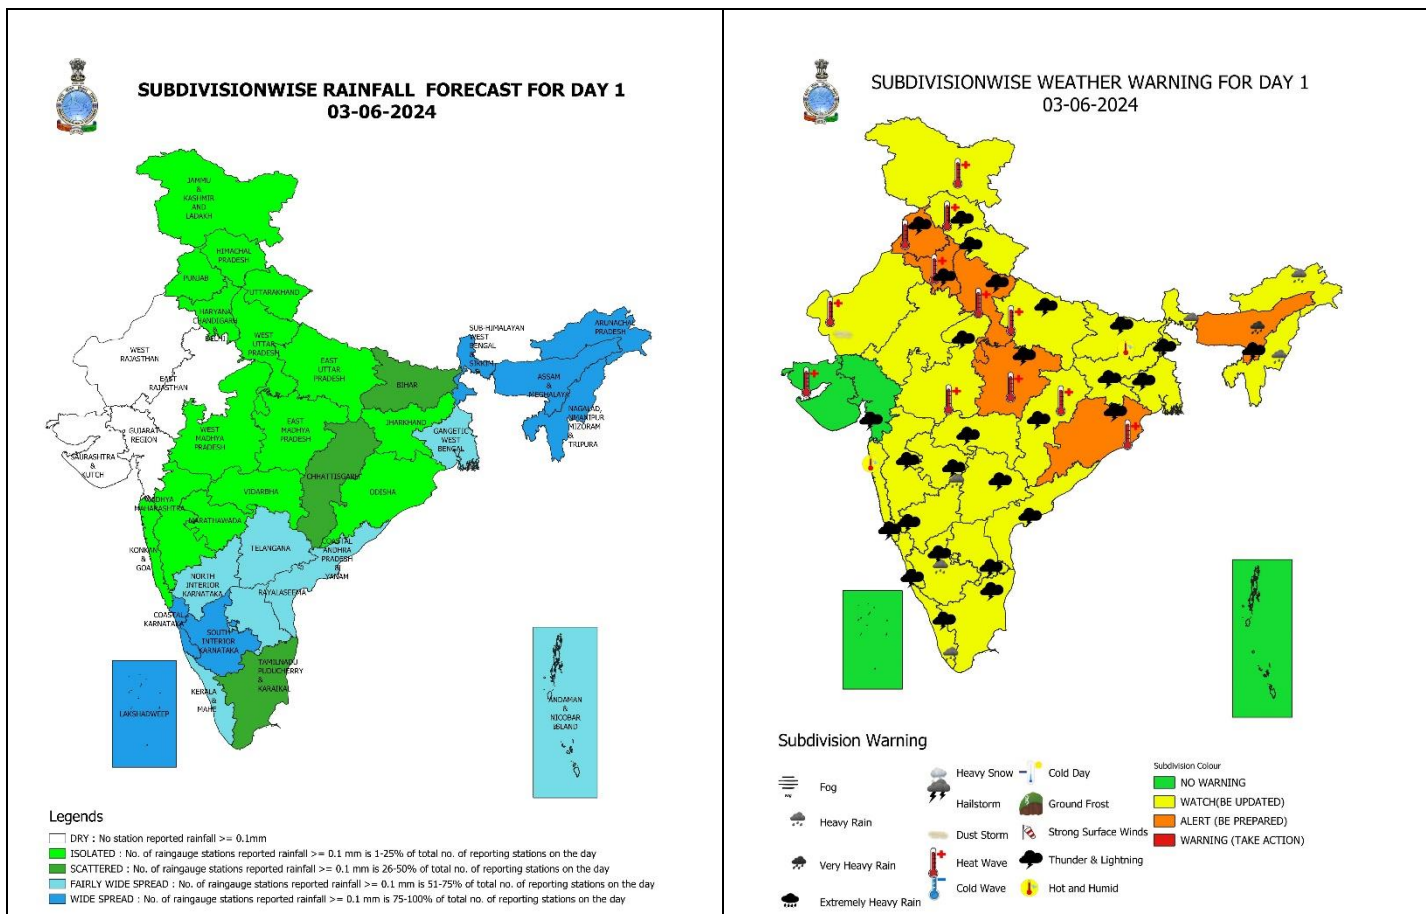 SUBDIVISIONWISE RAINFALL FORECAST FOR DAY 1
03-06-2024
JAMMU
&
KASHMIR
AND
LADAKH
HIMACHAL
PRADESH
PUNJAB
UTTARAKHAND
HARYANA
CHANDIGARH
&
DELHI
WEST
RAJASTHAN
WEST
UTTAR
PRADESH
EAST
RAJASTHAN
EAST
UTTAR
PRADESH
SUB-HIMALAYAN
WEST
BENGAL
&
SIKKIM
ARUNACHAL
PRADESH
BIHAR
ASSAM
&
MEGHALAYA
NAGALAD,
MANIPUR
MIZORAM
&
TRIPURA
GUJARAT
REGION
WEST
MADHYA
PRADESH
EAST
MADHYA
PRADESH
JHARKHAND
GANGETIC
WEST
BENGAL
SAURASHTRA
&
KUTCH
CHHATTISGARH
ODISHA
VIDARBHA
MADHYA
MAHARASHTRA
MARATHAWADA
KONKAN
&
GOA
TELANGANA
COASTAL
ANDHRA
PRADESH
&
YANAM
NORTH
INTERIOR
KARNATAKA
RAYALASEEMA
COASTAL
KARNATAKA
SOUTH
INTERIOR
KARNATAKA
TAMILNADU
PUDUCHERRY
&
KARAIKAL
KERALA
&
MAHE
LAKSHADWEEP
ANDAMAN
&
NICOBAR
ISLAND
Legends
DRY : No station reported rainfall >= 0.1mm
ISOLATED : No. of raingauge stations reported rainfall >= 0.1 mm is 1-25% of total no. of reporting stations on the day
SCATTERED : No. of raingauge stations reported rainfall >= 0.1 mm is 26-50% of total no. of reporting stations on the day
FAIRLY WIDE SPREAD : No. of raingauge stations reported rainfall >= 0.1 mm is 51-75% of total no. of reporting stations on the day
WIDE SPREAD : No. of raingauge stations reported rainfall >= 0.1 mm is 75-100% of total no. of reporting stations on the day
SUBDIVISIONWISE WEATHER WARNING FOR DAY 1
03-06-2024
Subdivision Warning
Fog
Heavy Rain
Very Heavy Rain
Extremely Heavy Rain
Heavy Snow
Hailstorm
Dust Storm
Heat Wave
Cold Wave
Cold Day
Ground Frost
Strong Surface Winds
Thunder & Lightning
Hot and Humid
Subdivision Colour
NO WARNING
WATCH(BE UPDATED)
ALERT (BE PREPARED)
WARNING (TAKE ACTION)